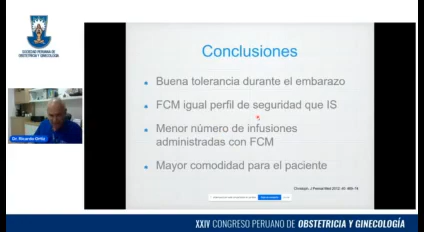 SOCIEDAD PERUANA DE
OBSTETRICIA Y GINECOLOGÍA
Conclusiones
• Buena tolerancia durante el embarazo
• FCM igual perfil de seguridad que IS
• Menor número de infusiones
administradas con FCM
• Mayor comodidad para el paciente
Dr. Ricardo Ortiz
XXIV CONGRESO PERUANO DE OBSTETRICIA Y GINECOLOGÍA